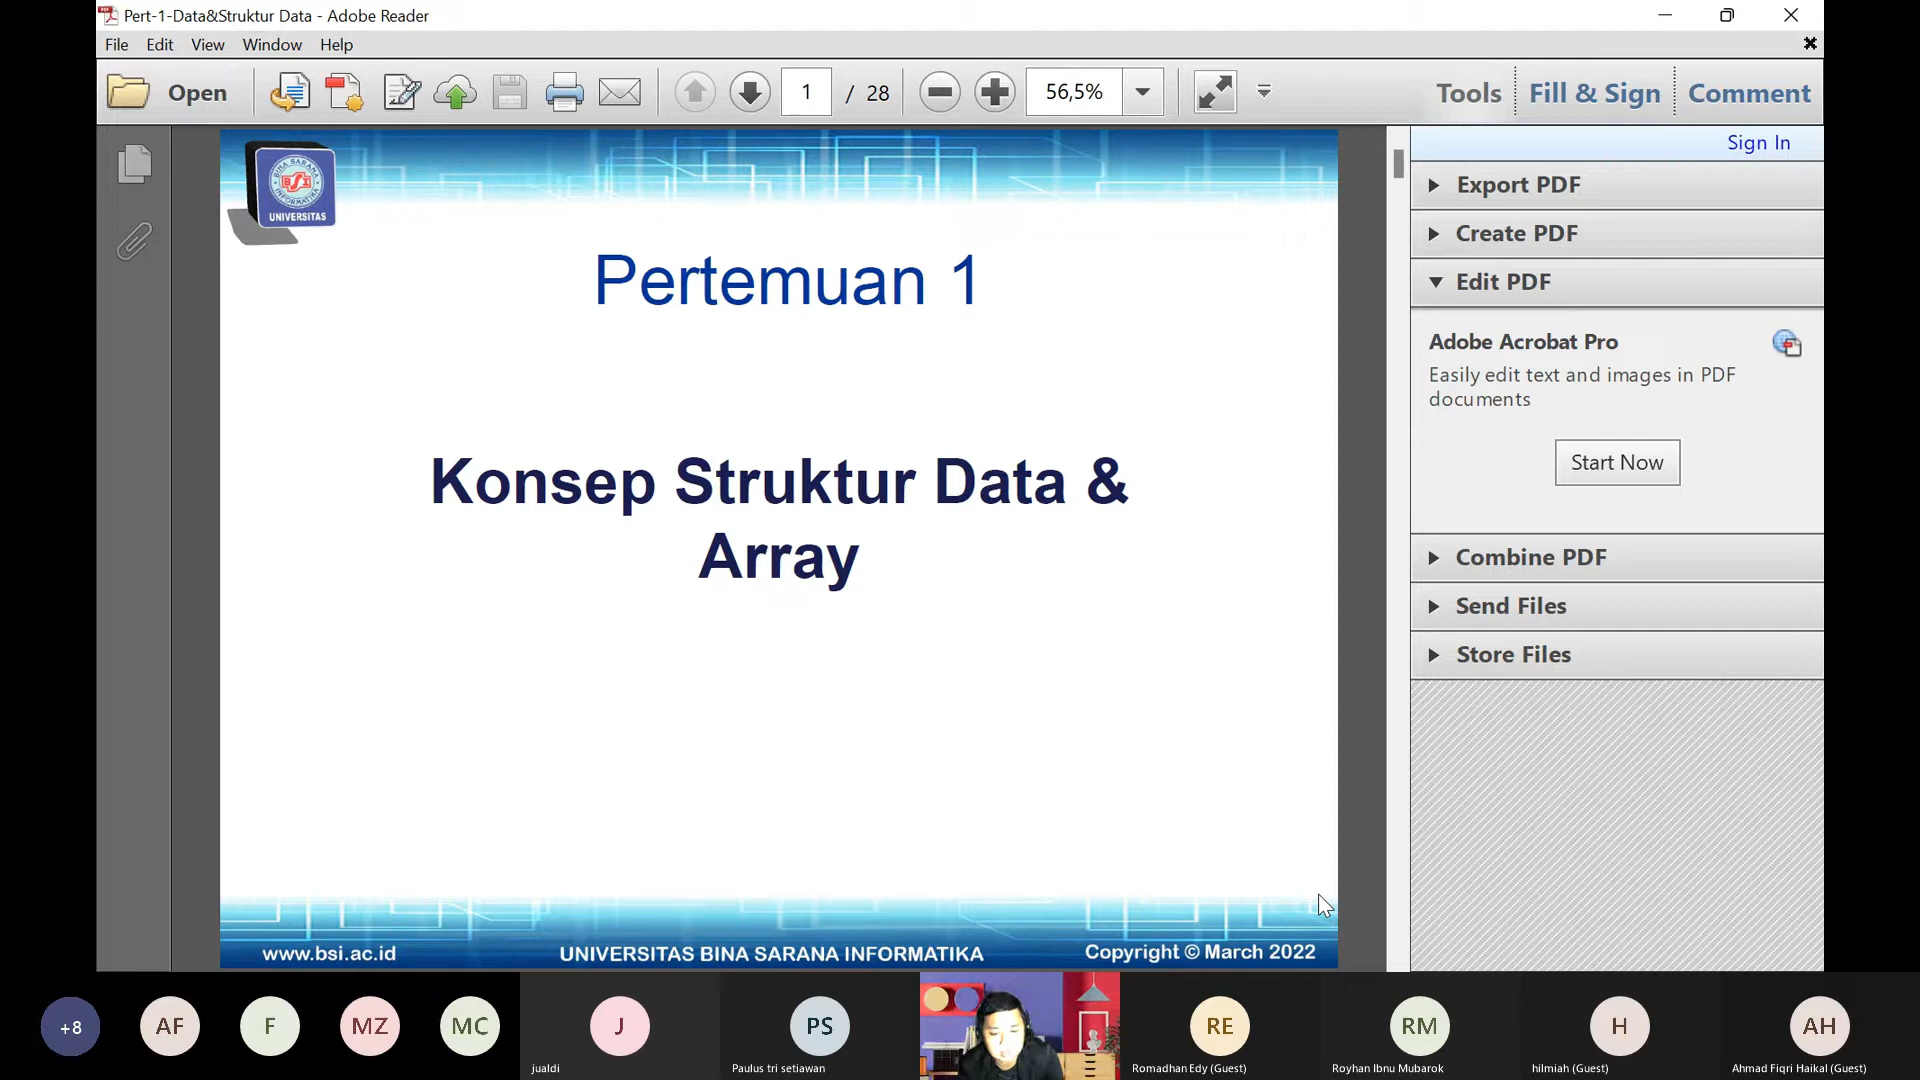 Pert-1-Data&Struktur Data - Adobe Reader
File Edit View Window Help
Open 1 / 28 56,5% Tools Fill & Sign Comment
Sign In
BINA SARANA
BSI
INFORMATIKA
UNIVERSITAS
Pertemuan 1
Konsep Struktur Data &
Array
www.bsi.ac.id UNIVERSITAS BINA SARANA INFORMATIKA Copyright © March 2022
Export PDF
Create PDF
Edit PDF
Adobe Acrobat Pro
Easily edit text and images in PDF
documents
Start Now
Combine PDF
Send Files
Store Files
+8 AF F MZ MC J PS RE RM H AH
jualdi Paulus tri setiawan Romadhan Edy (Guest) Royhan Ibnu Mubarok hilmiah (Guest) Ahmad Fiqri Haikal (Guest)